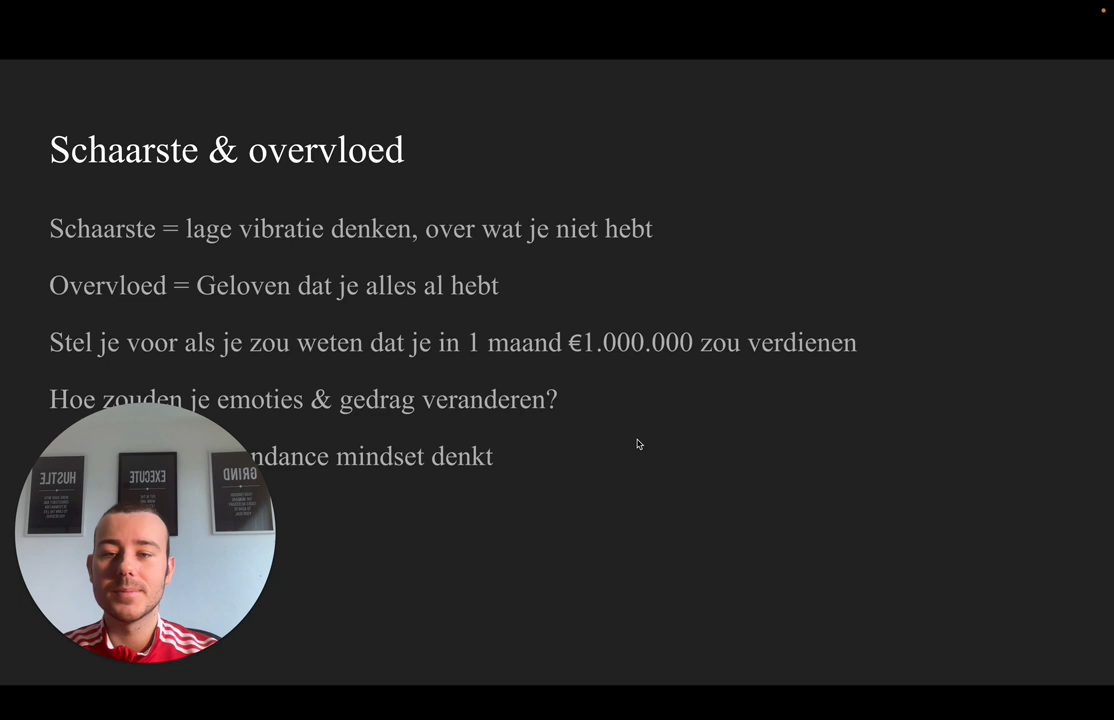 Schaarste & overvloed
Schaarste = lage vibratie denken, over wat je niet hebt
Overvloed = Geloven dat je alles al hebt
Stel je voor als je zou weten dat je in 1 maand €1.000.000 zou verdienen
Hoe zouden je emoties & gedrag veranderen?
ndance mindset denkt
HUSTLE
EXECUTE
GRIND